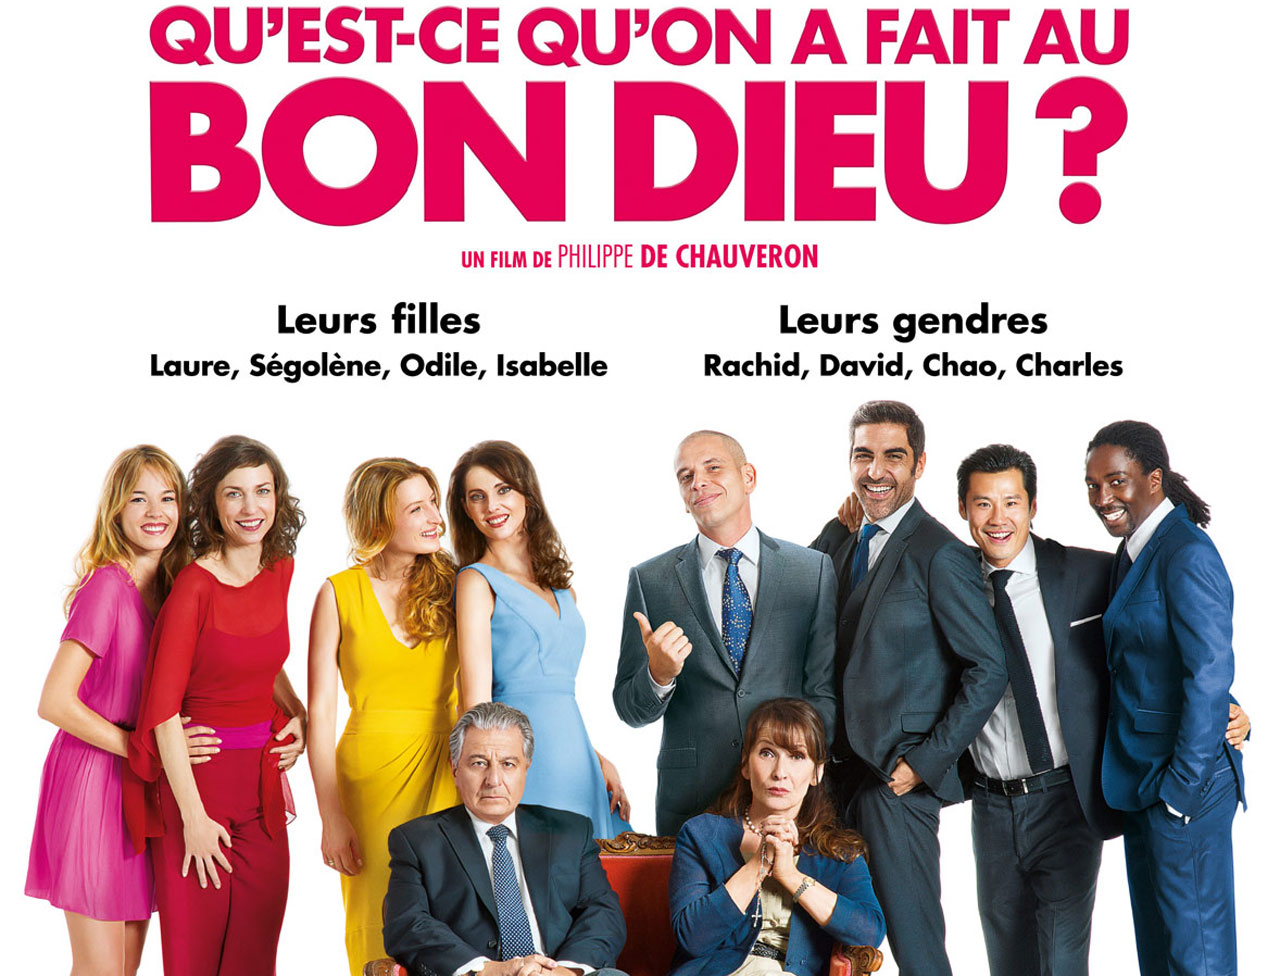 QU'EST-CE QU'ON A FAIT AU
BON DIEU ?
UN FILM DE PHILIPPE DE CHAUVERON
Leurs filles
Laure, Ségolène, Odile, Isabelle
Leurs gendres
Rachid, David, Chao, Charles